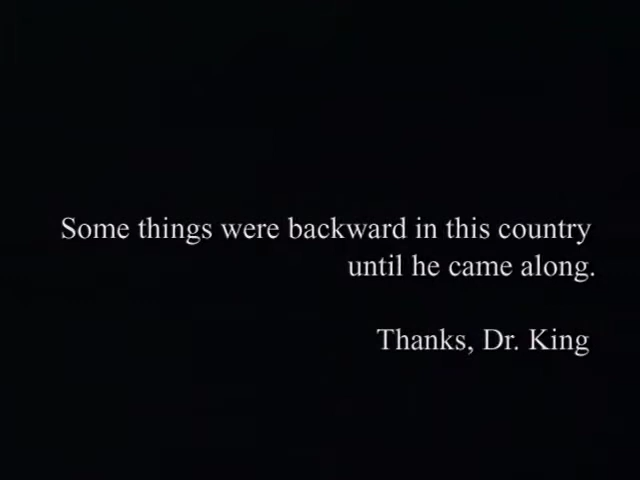 Some things were backward in this country
until he came along.
Thanks, Dr. King